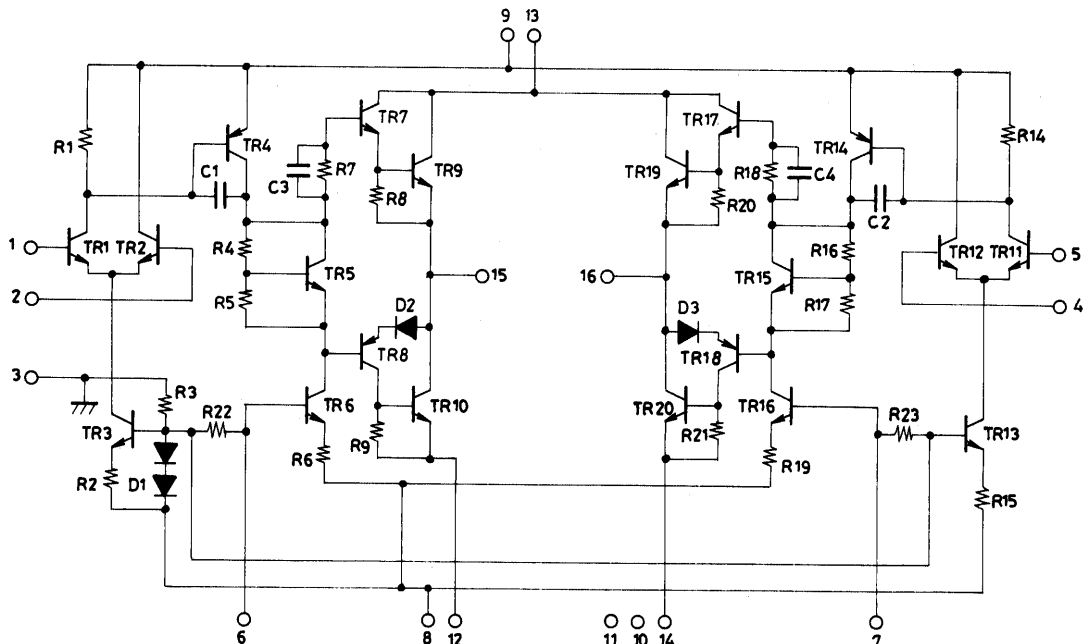 9 13
R1
TR4
C1
TR7
C3
R7
R8
TR9
TR17
TR19
R18
C4
R20
TR14
C2
R14
1
TR1
TR2
R4
TR5
R5
15
16
TR15
R16
R17
TR12
TR11
5
2
D2
TR8
D3
TR18
4
3
R3
R22
TR3
R2
D1
TR6
R6
R9
TR10
TR20
R21
TR16
R19
R23
TR13
R15
6
8
12
11
10
14
7